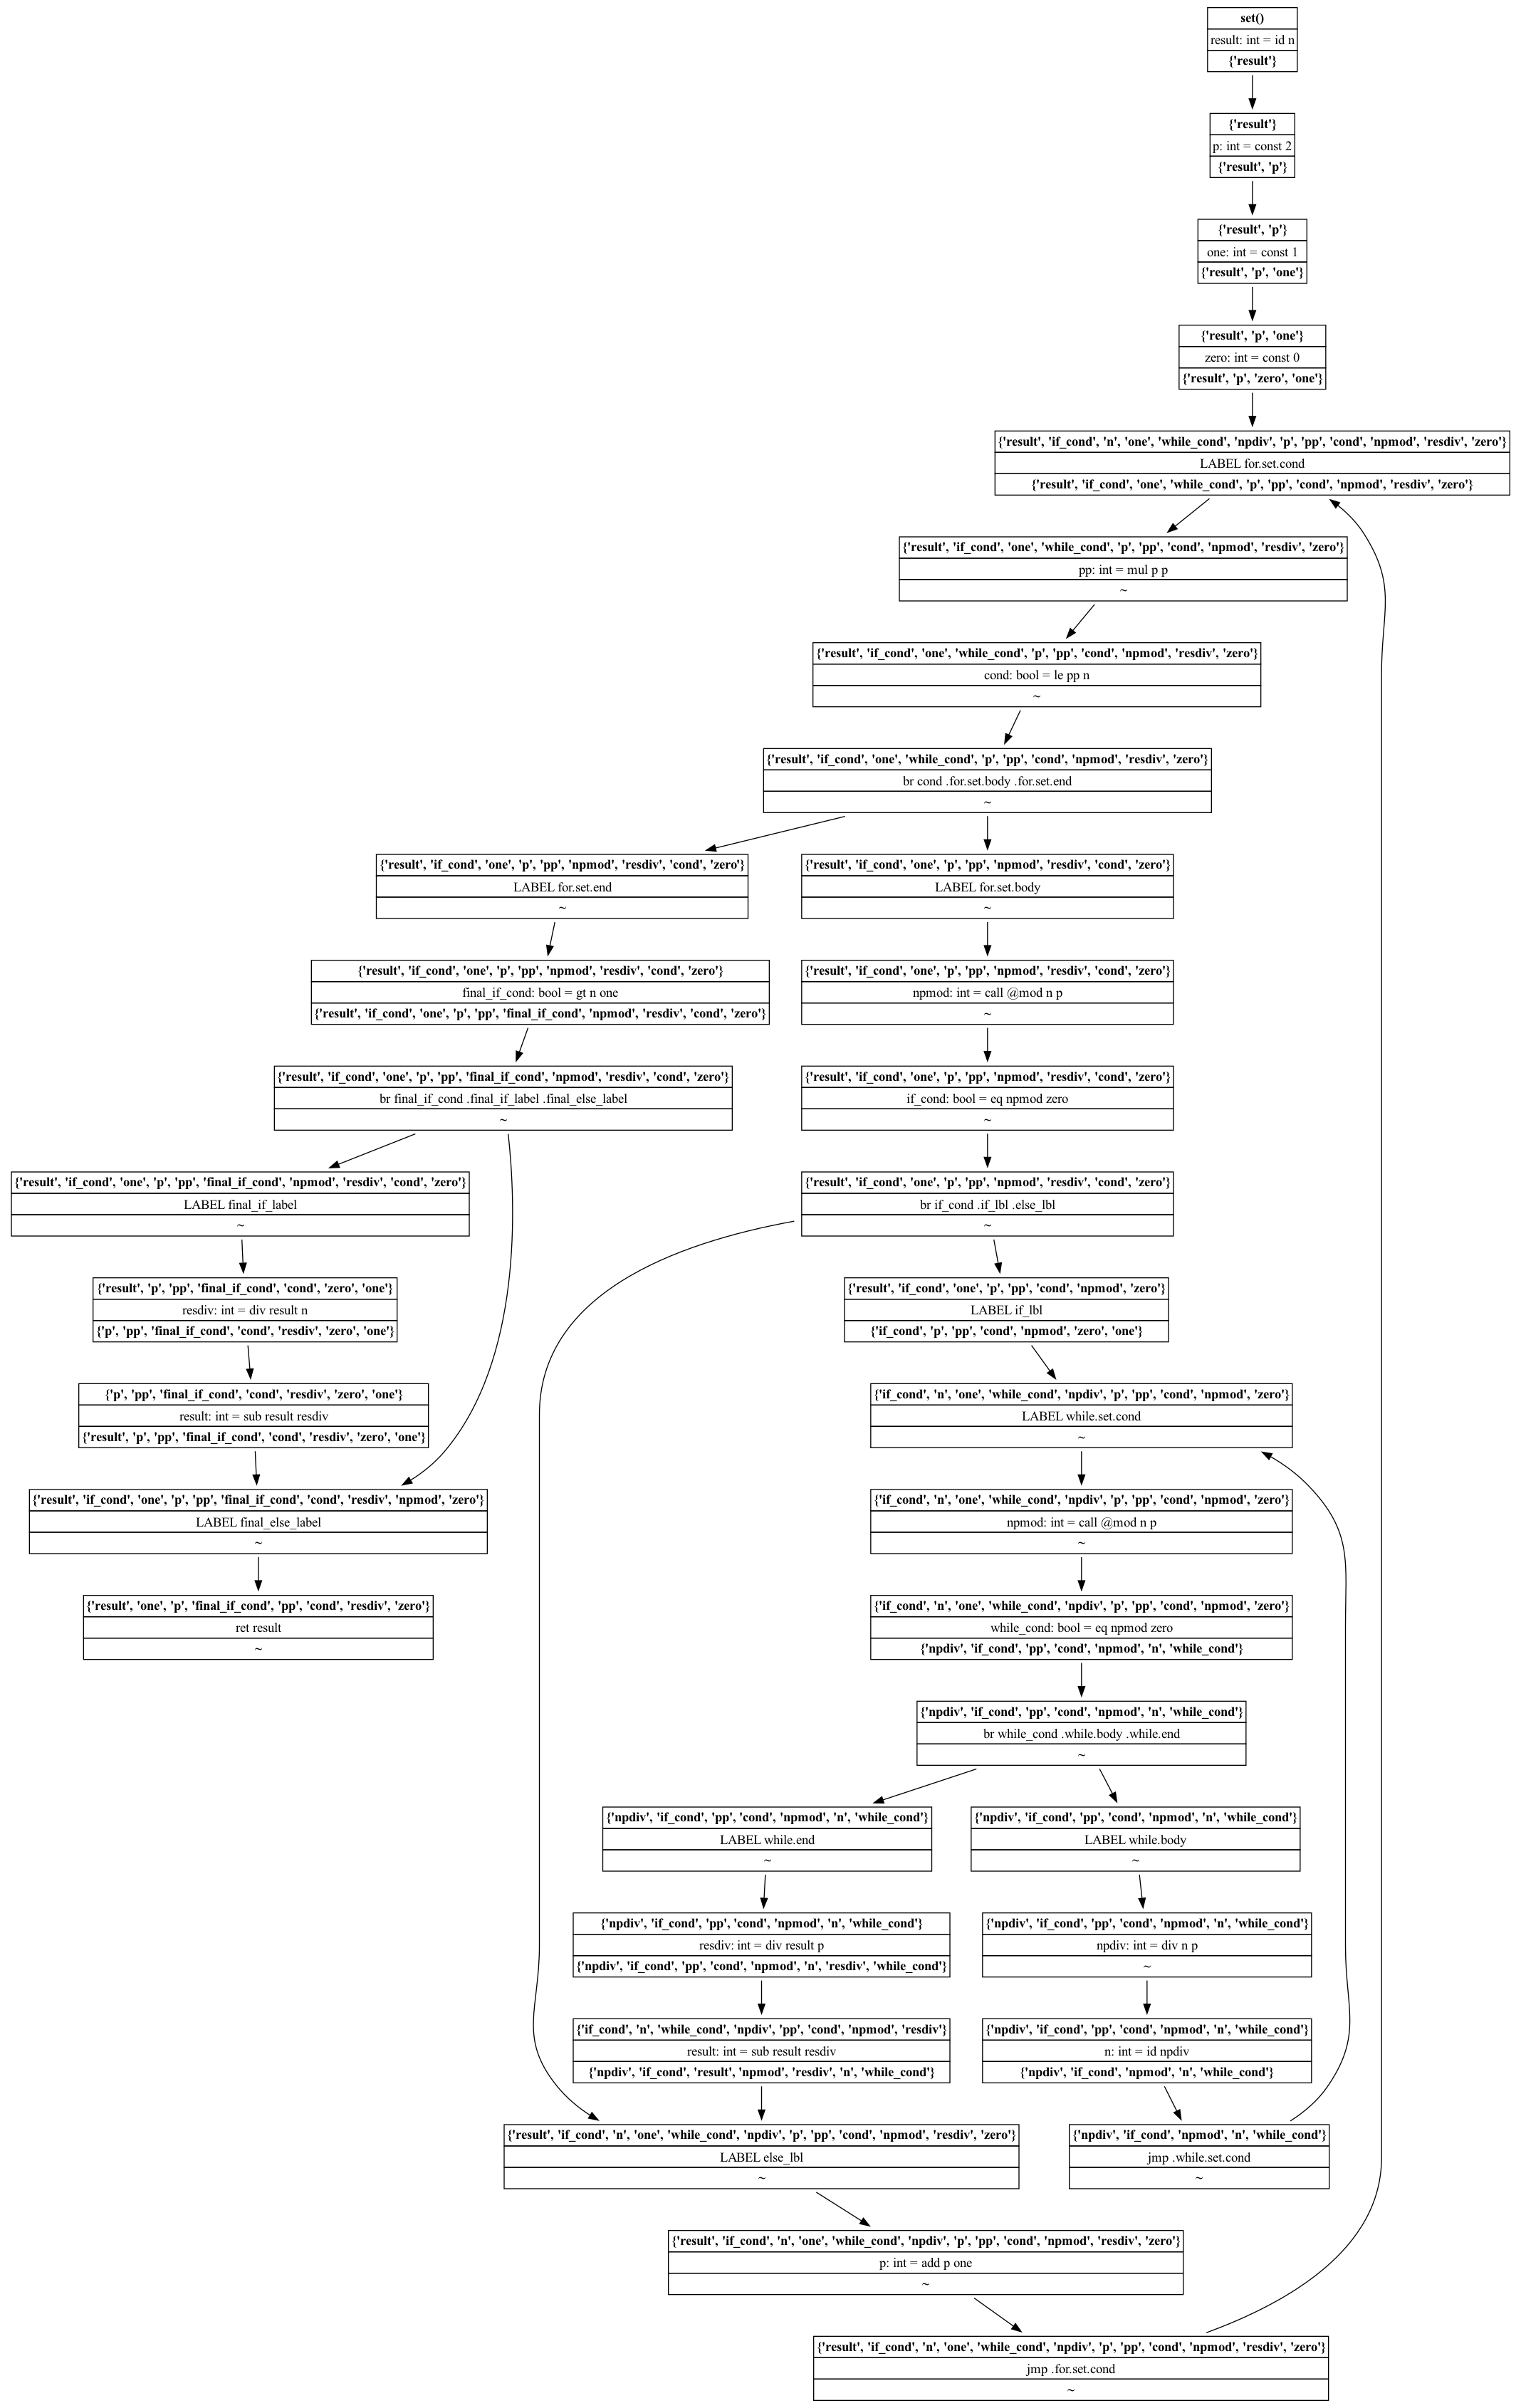 set()
result: int = id n
{'result'}
{'result'}
p: int = const 2
{'result', 'p'}
{'result', 'p'}
one: int = const 1
{'result', 'p', 'one'}
{'result', 'p', 'one'}
zero: int = const 0
{'result', 'p', 'zero', 'one'}
{'result', 'if_cond', 'n', 'one', 'while_cond', 'npdiv', 'p', 'pp', 'cond', 'npmod', 'resdiv', 'zero'}
LABEL for.set.cond
{'result', 'if_cond', 'one', 'while_cond', 'p', 'pp', 'cond', 'npmod', 'resdiv', 'zero'}
{'result', 'if_cond', 'one', 'while_cond', 'p', 'pp', 'cond', 'npmod', 'resdiv', 'zero'}
pp: int = mul p p
~
{'result', 'if_cond', 'one', 'while_cond', 'p', 'pp', 'cond', 'npmod', 'resdiv', 'zero'}
cond: bool = le pp n
~
{'result', 'if_cond', 'one', 'while_cond', 'p', 'pp', 'cond', 'npmod', 'resdiv', 'zero'}
br cond .for.set.body .for.set.end
~
{'result', 'if_cond', 'one', 'p', 'pp', 'npmod', 'resdiv', 'cond', 'zero'}
LABEL for.set.end
~
{'result', 'if_cond', 'one', 'p', 'pp', 'npmod', 'resdiv', 'cond', 'zero'}
LABEL for.set.body
~
{'result', 'if_cond', 'one', 'p', 'pp', 'npmod', 'resdiv', 'cond', 'zero'}
final_if_cond: bool = gt n one
{'result', 'if_cond', 'one', 'p', 'pp', 'final_if_cond', 'npmod', 'resdiv', 'cond', 'zero'}
{'result', 'if_cond', 'one', 'p', 'pp', 'npmod', 'resdiv', 'cond', 'zero'}
npmod: int = call @mod n p
~
{'result', 'if_cond', 'one', 'p', 'pp', 'final_if_cond', 'npmod', 'resdiv', 'cond', 'zero'}
br final_if_cond .final_if_label .final_else_label
~
{'result', 'if_cond', 'one', 'p', 'pp', 'npmod', 'resdiv', 'cond', 'zero'}
if_cond: bool = eq npmod zero
~
{'result', 'if_cond', 'one', 'p', 'pp', 'final_if_cond', 'npmod', 'resdiv', 'cond', 'zero'}
LABEL final_if_label
~
{'result', 'if_cond', 'one', 'p', 'pp', 'npmod', 'resdiv', 'cond', 'zero'}
br if_cond .if_lbl .else_lbl
~
{'result', 'p', 'pp', 'final_if_cond', 'cond', 'zero', 'one'}
resdiv: int = div result n
{'p', 'pp', 'final_if_cond', 'cond', 'resdiv', 'zero', 'one'}
{'result', 'if_cond', 'one', 'p', 'pp', 'cond', 'npmod', 'zero'}
LABEL if_lbl
{'if_cond', 'p', 'pp', 'cond', 'npmod', 'zero', 'one'}
{'p', 'pp', 'final_if_cond', 'cond', 'resdiv', 'zero', 'one'}
result: int = sub result resdiv
{'result', 'p', 'pp', 'final_if_cond', 'cond', 'resdiv', 'zero', 'one'}
{'if_cond', 'n', 'one', 'while_cond', 'npdiv', 'p', 'pp', 'cond', 'npmod', 'zero'}
LABEL while.set.cond
~
{'result', 'if_cond', 'one', 'p', 'pp', 'final_if_cond', 'cond', 'resdiv', 'npmod', 'zero'}
LABEL final_else_label
~
{'if_cond', 'n', 'one', 'while_cond', 'npdiv', 'p', 'pp', 'cond', 'npmod', 'zero'}
npmod: int = call @mod n p
~
{'result', 'one', 'p', 'final_if_cond', 'pp', 'cond', 'resdiv', 'zero'}
ret result
~
{'if_cond', 'n', 'one', 'while_cond', 'npdiv', 'p', 'pp', 'cond', 'npmod', 'zero'}
while_cond: bool = eq npmod zero
{'npdiv', 'if_cond', 'pp', 'cond', 'npmod', 'n', 'while_cond'}
{'npdiv', 'if_cond', 'pp', 'cond', 'npmod', 'n', 'while_cond'}
br while_cond .while.body .while.end
~
{'npdiv', 'if_cond', 'pp', 'cond', 'npmod', 'n', 'while_cond'}
LABEL while.end
~
{'npdiv', 'if_cond', 'pp', 'cond', 'npmod', 'n', 'while_cond'}
LABEL while.body
~
{'npdiv', 'if_cond', 'pp', 'cond', 'npmod', 'n', 'while_cond'}
resdiv: int = div result p
{'npdiv', 'if_cond', 'pp', 'cond', 'npmod', 'n', 'resdiv', 'while_cond'}
{'npdiv', 'if_cond', 'pp', 'cond', 'npmod', 'n', 'while_cond'}
npdiv: int = div n p
~
{'if_cond', 'n', 'while_cond', 'npdiv', 'pp', 'cond', 'npmod', 'resdiv'}
result: int = sub result resdiv
{'npdiv', 'if_cond', 'result', 'npmod', 'resdiv', 'n', 'while_cond'}
{'npdiv', 'if_cond', 'pp', 'cond', 'npmod', 'n', 'while_cond'}
n: int = id npdiv
{'npdiv', 'if_cond', 'npmod', 'n', 'while_cond'}
{'result', 'if_cond', 'n', 'one', 'while_cond', 'npdiv', 'p', 'pp', 'cond', 'npmod', 'resdiv', 'zero'}
LABEL else_lbl
~
{'npdiv', 'if_cond', 'npmod', 'n', 'while_cond'}
jmp .while.set.cond
~
{'result', 'if_cond', 'n', 'one', 'while_cond', 'npdiv', 'p', 'pp', 'cond', 'npmod', 'resdiv', 'zero'}
p: int = add p one
~
{'result', 'if_cond', 'n', 'one', 'while_cond', 'npdiv', 'p', 'pp', 'cond', 'npmod', 'resdiv', 'zero'}
jmp .for.set.cond
~